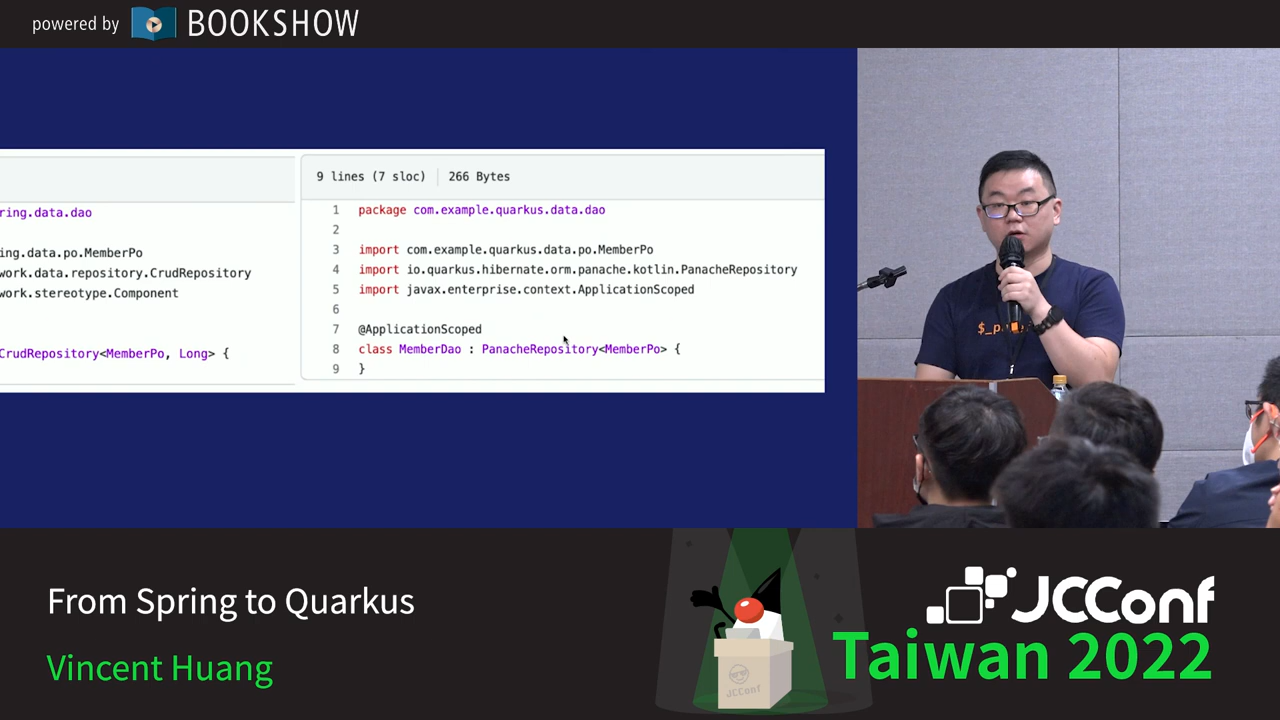 powered by BOOKSHOW
ring.data.dao
ing.data.po.MemberPo
work.data.repository.CrudRepository
work.stereotype.Component
CrudRepository<MemberPo, Long> {
9 lines (7 sloc) 266 Bytes
1 package com.example.quarkus.data.dao
2
3 import com.example.quarkus.data.po.MemberPo
4 import io.quarkus.hibernate.orm.panache.kotlin.PanacheRepository
5 import javax.enterprise.context.ApplicationScoped
6
7 @ApplicationScoped
8 class MemberDao : PanacheRepository<MemberPo> {
9 }
From Spring to Quarkus
Vincent Huang
JCConf
JCConf
Taiwan 2022